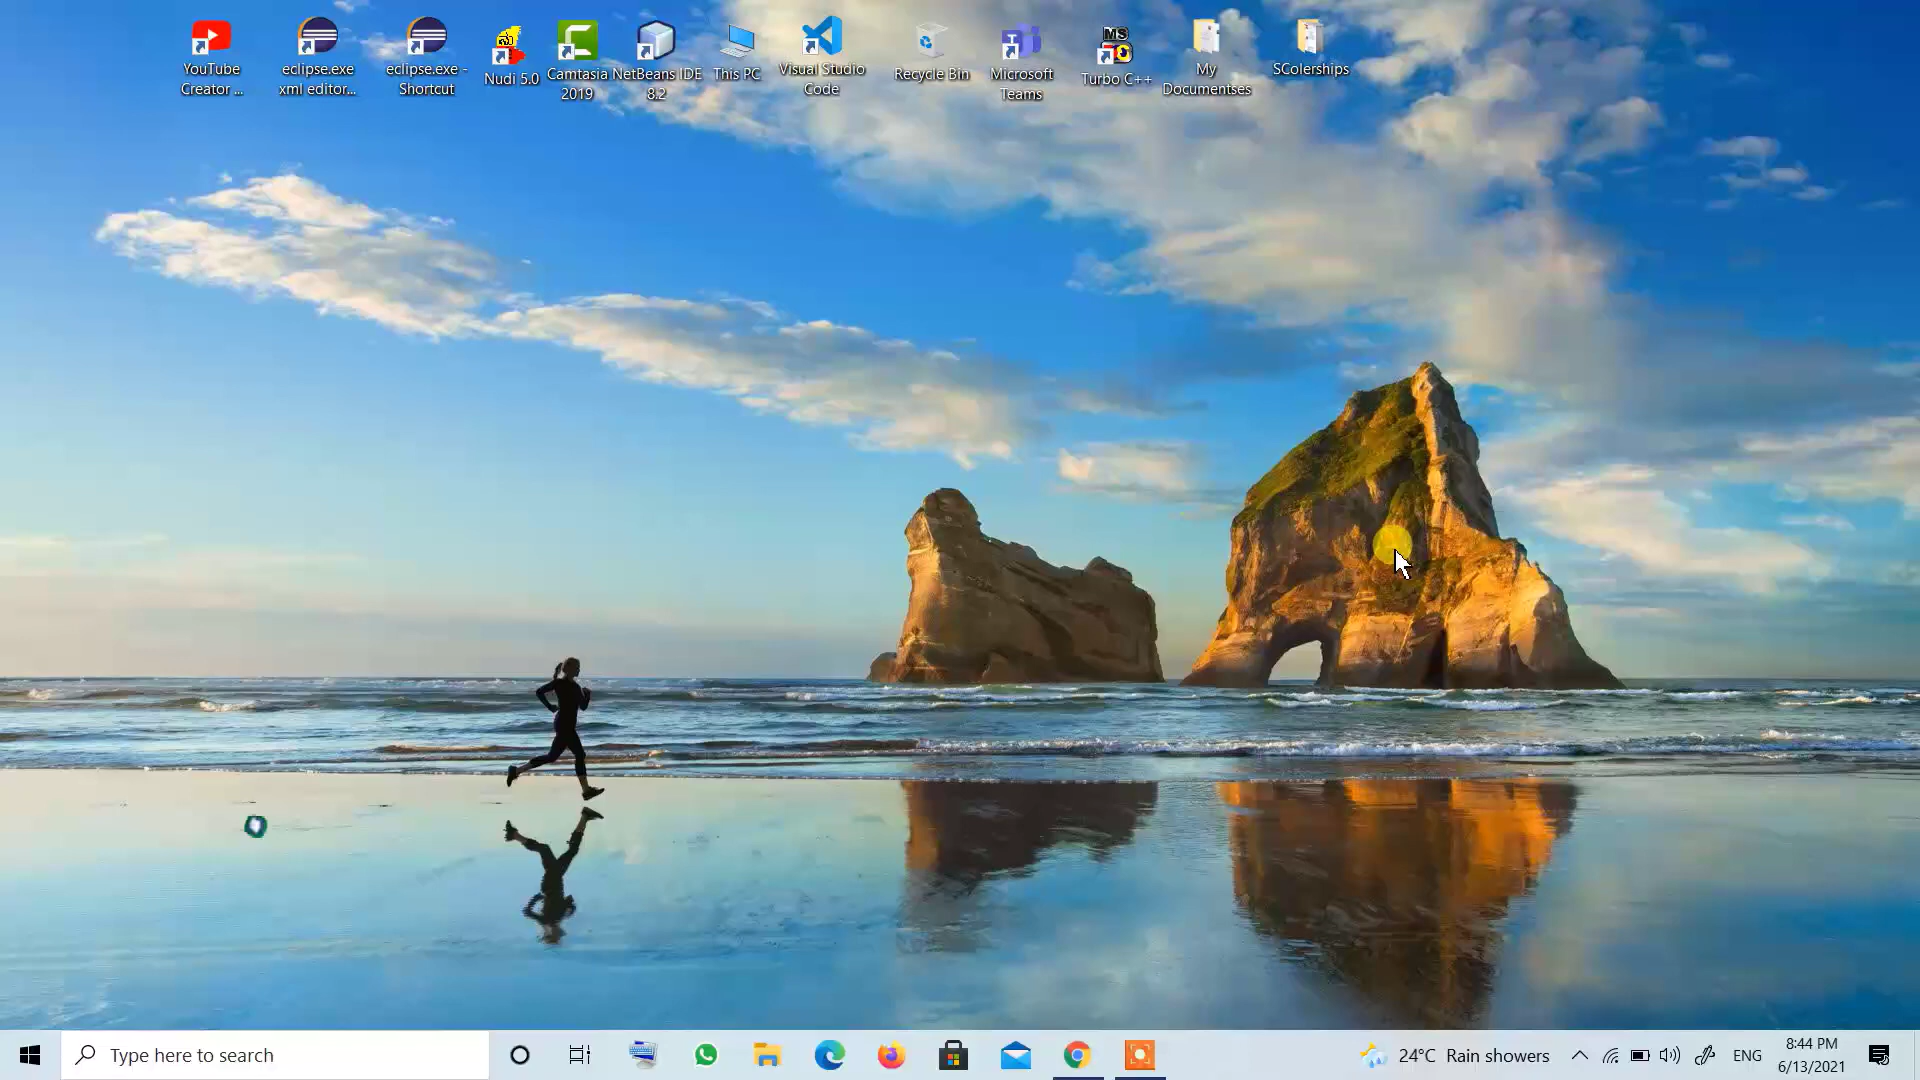 YouTube
Creator ...
eclipse.exe
xml editor...
eclipse.exe -
Shortcut
Nudi 5.0
Camtasia
2019
NetBeans IDE
8.2
This PC
Visual Studio
Code
Recycle Bin
Microsoft
Teams
MS
Turbo C++
My
Documentses
SColerships
Type here to search
24°C Rain showers
ENG
8:44 PM
6/13/2021